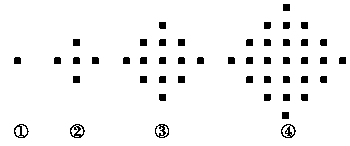 ① ② ③ ④